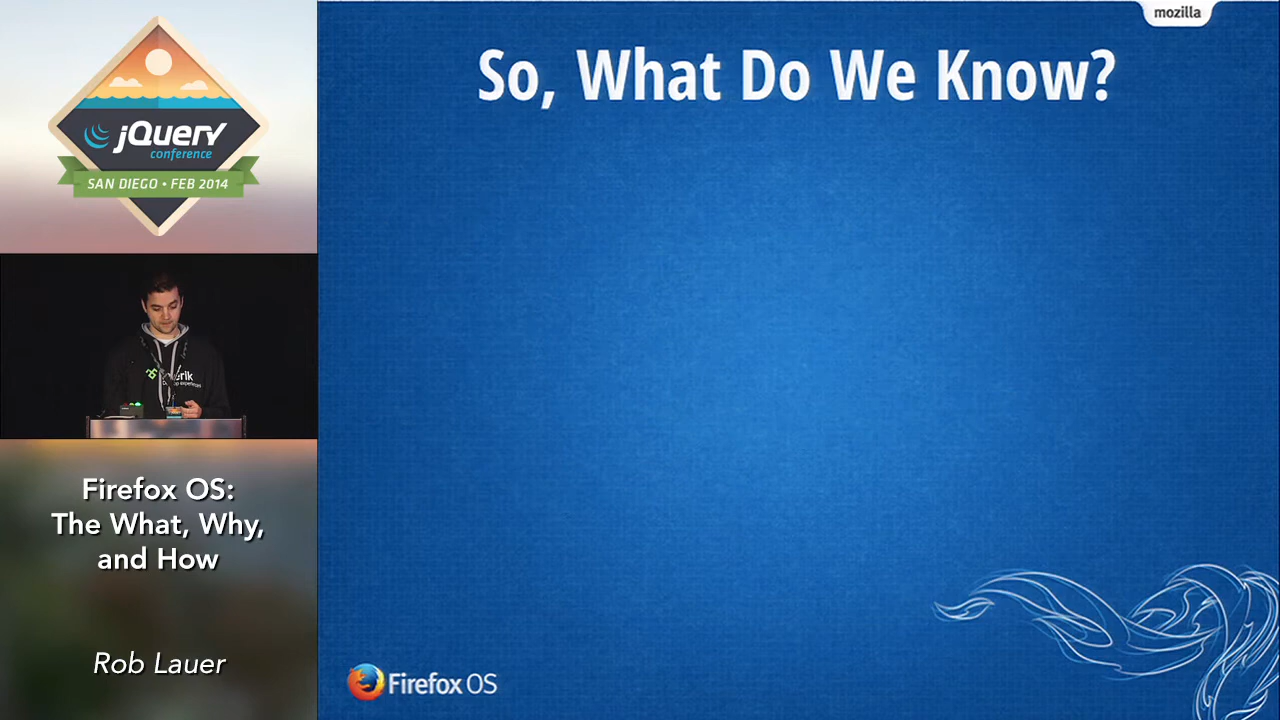 jQuery
conference
SAN DIEGO • FEB 2014
Firefox OS:
The What, Why,
and How
Rob Lauer
mozilla
So, What Do We Know?
Firefox OS